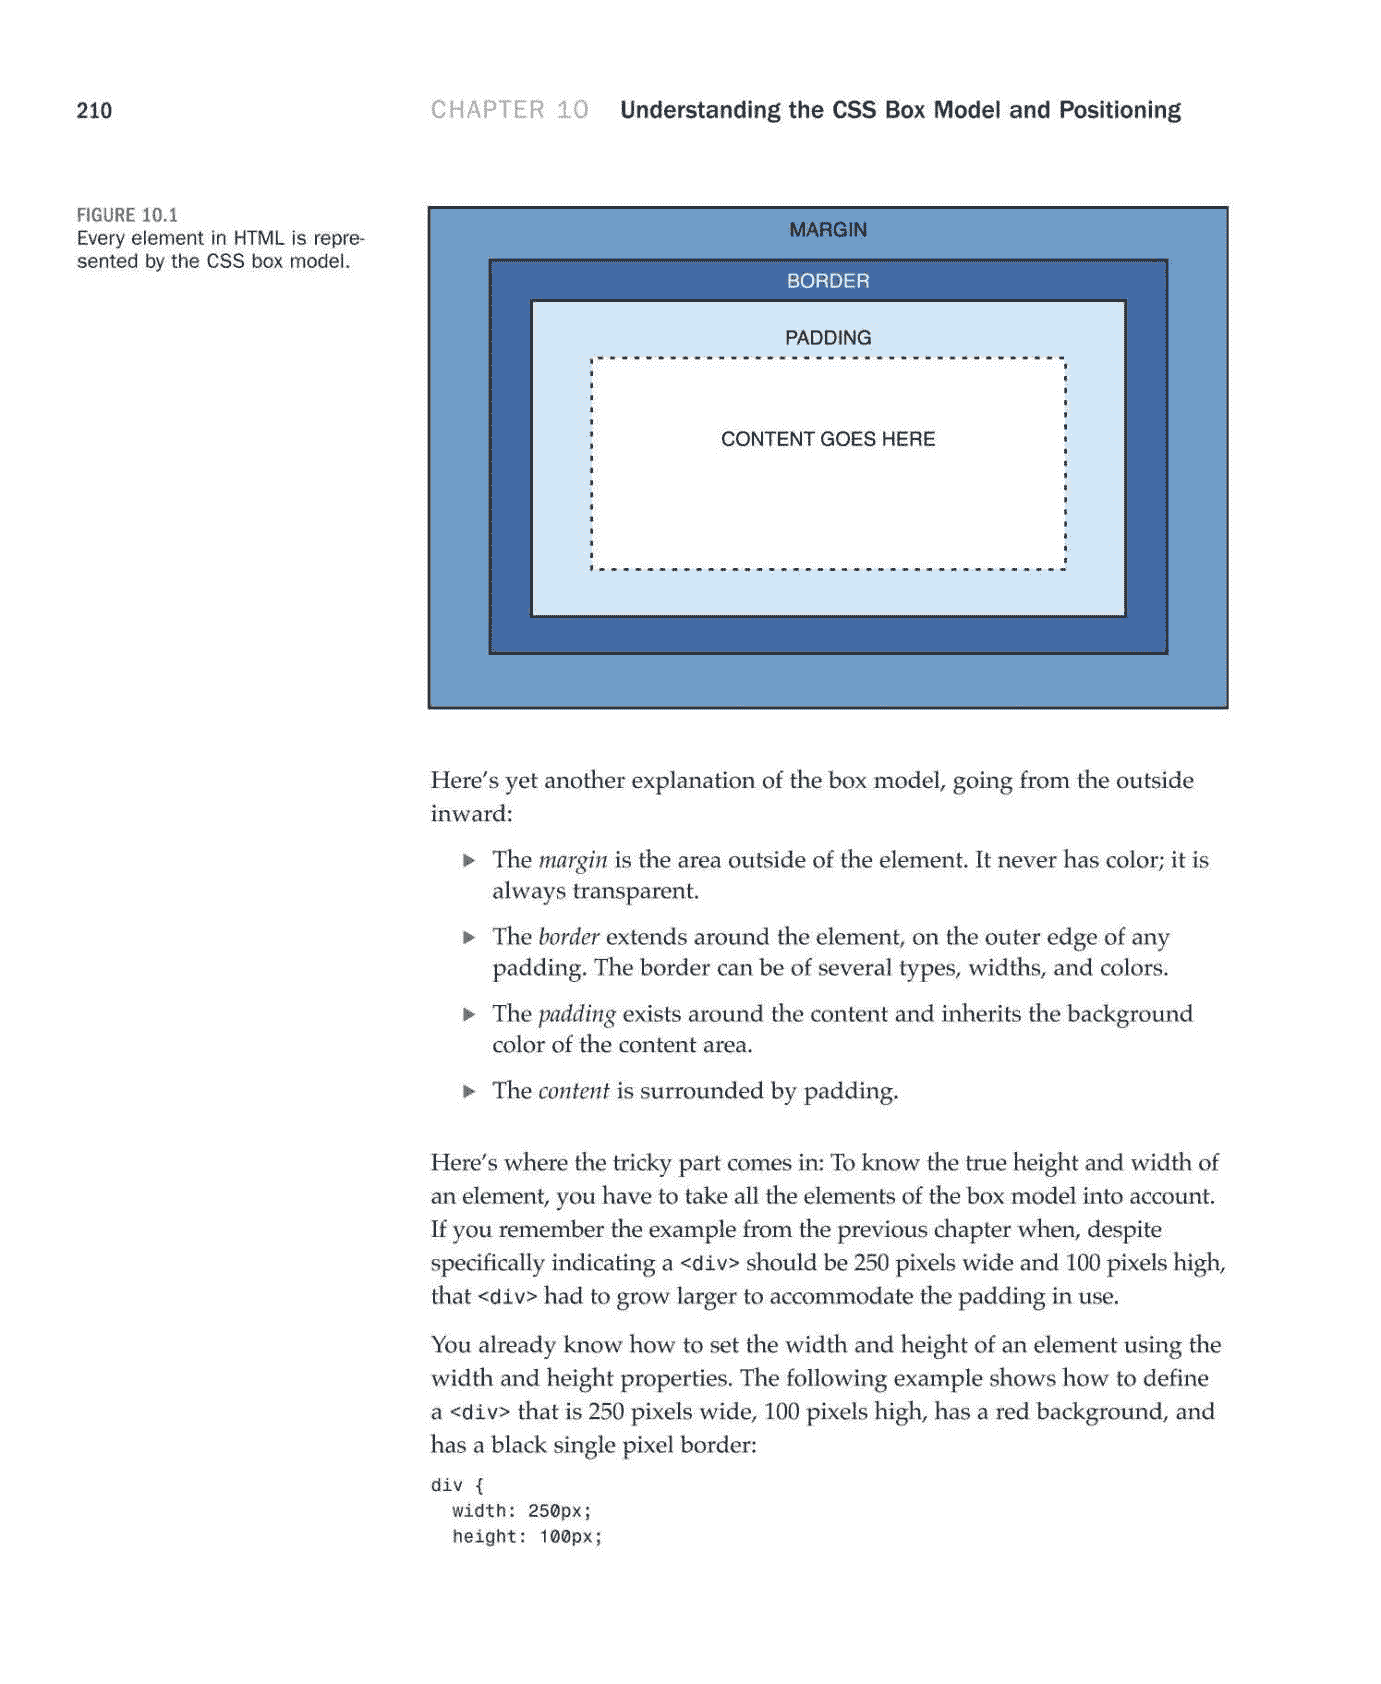 210
CHAPTER 10 Understanding the CSS Box Model and Positioning
FIGURE 10.1
Every element in HTML is repre-
sented by the CSS box model.
MARGIN
BORDER
PADDING
CONTENT GOES HERE
Here's yet another explanation of the box model, going from the outside
inward:
▶ The margin is the area outside of the element. It never has color; it is
always transparent.
▶ The border extends around the element, on the outer edge of any
padding. The border can be of several types, widths, and colors.
▶ The padding exists around the content and inherits the background
color of the content area.
▶ The content is surrounded by padding.
Here's where the tricky part comes in: To know the true height and width of
an element, you have to take all the elements of the box model into account.
If you remember the example from the previous chapter when, despite
specifically indicating a <div> should be 250 pixels wide and 100 pixels high,
that <div> had to grow larger to accommodate the padding in use.
You already know how to set the width and height of an element using the
width and height properties. The following example shows how to define
a <div> that is 250 pixels wide, 100 pixels high, has a red background, and
has a black single pixel border:
div {
  width: 250px;
  height: 100px;